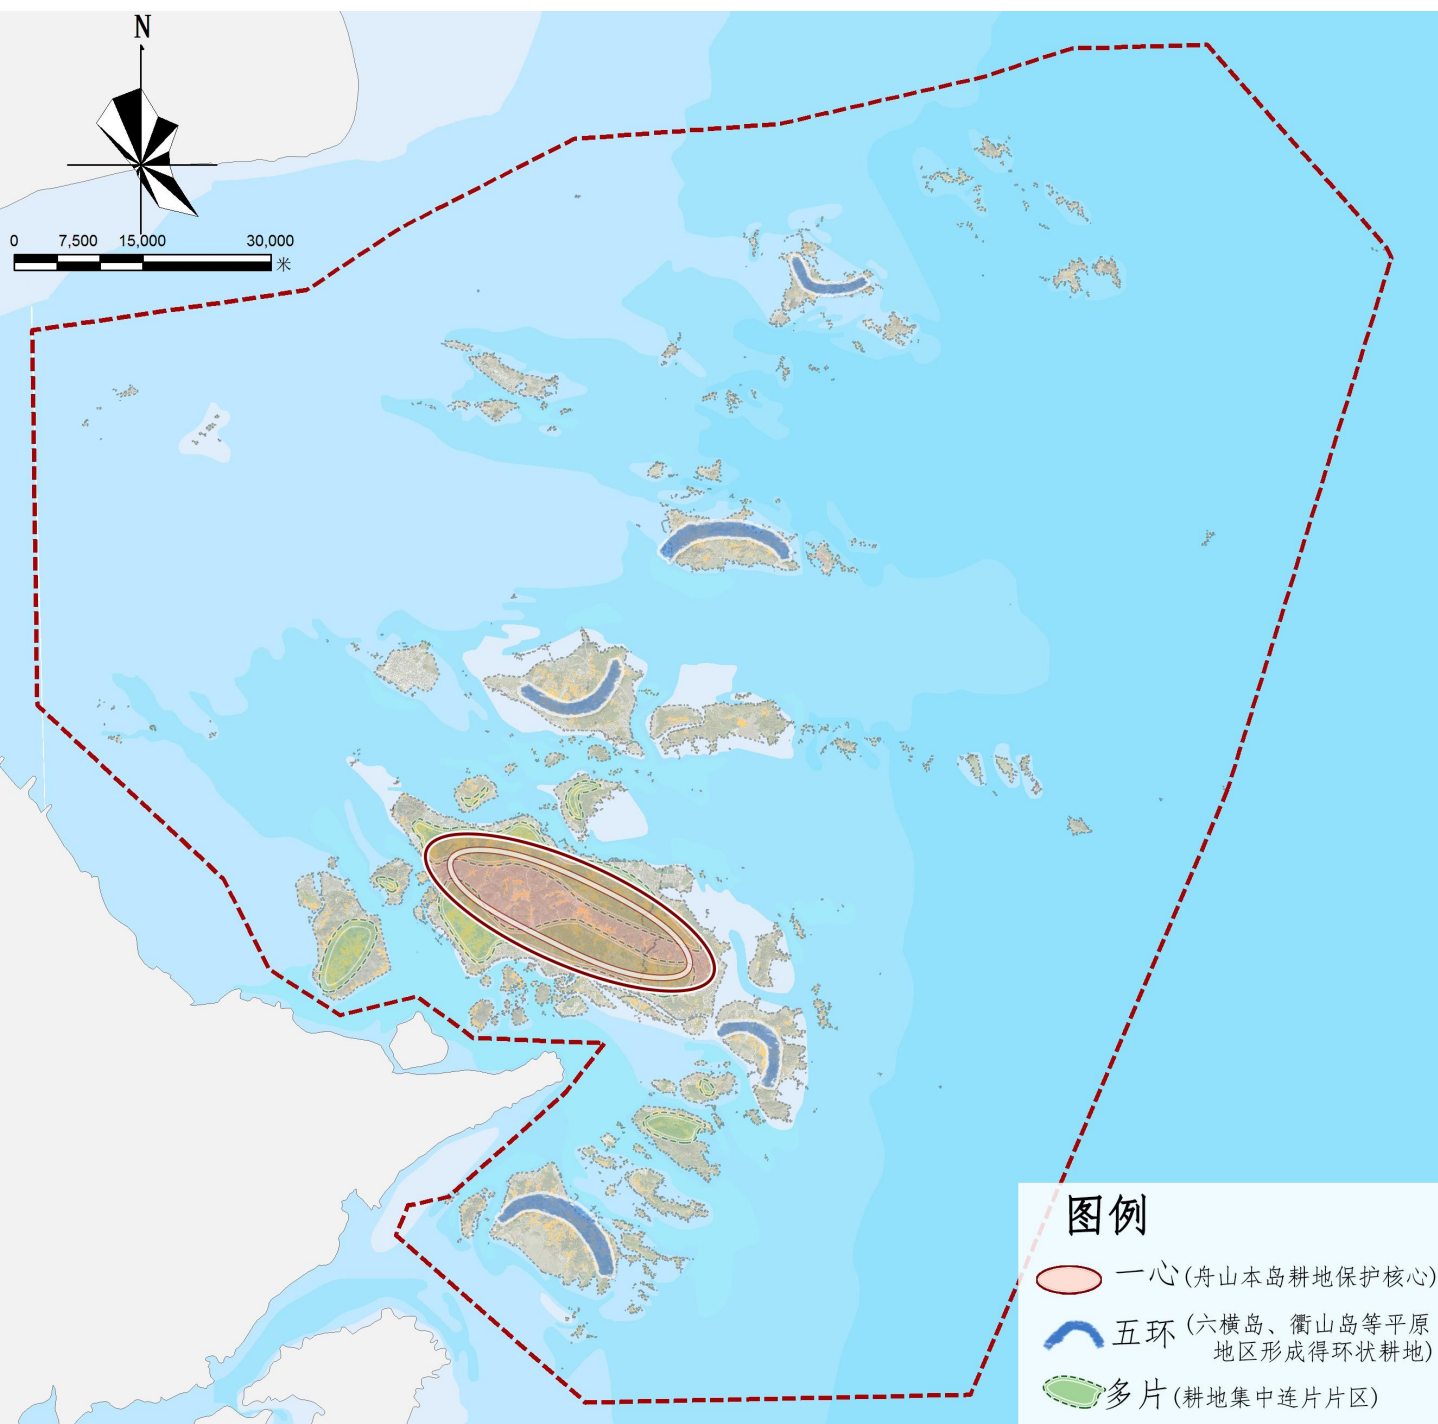 N
0 7,500 15,000 30,000
米
图例
一心(舟山本岛耕地保护核心)
五环(六横岛、衢山岛等平原
地区形成得环状耕地)
多片(耕地集中连片片区)